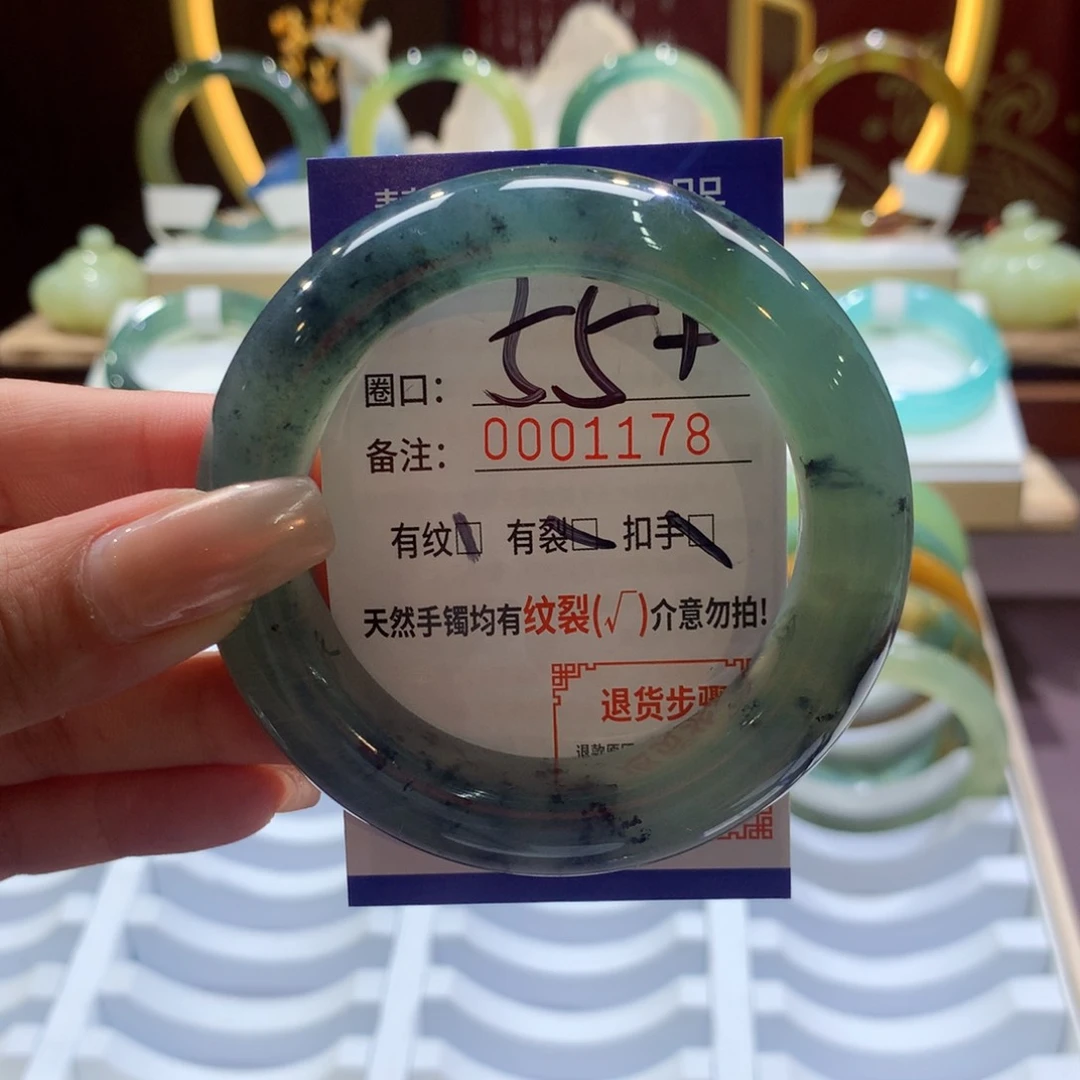 55+
圈口:
备注: 0001178
有纹□ 有裂□ 扣手□
天然手镯均有纹裂(√)介意勿拍!
退货步骤